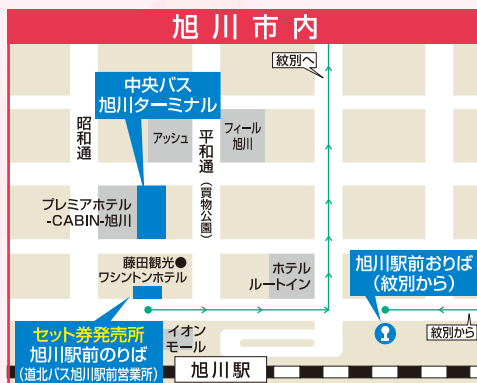 旭川市内
紋別へ
中央バス
旭川ターミナル
昭和通
アッシュ
平和通
(買物公園)
フィール
旭川
プレミアホテル
-CABIN-旭川
藤田観光●
ワシントンホテル
ホテル
ルートイン
旭川駅前おりば
(紋別から)
セット券発売所
旭川駅前のりば
(道北バス旭川駅前営業所)
イオン
モール
紋別から
旭川駅